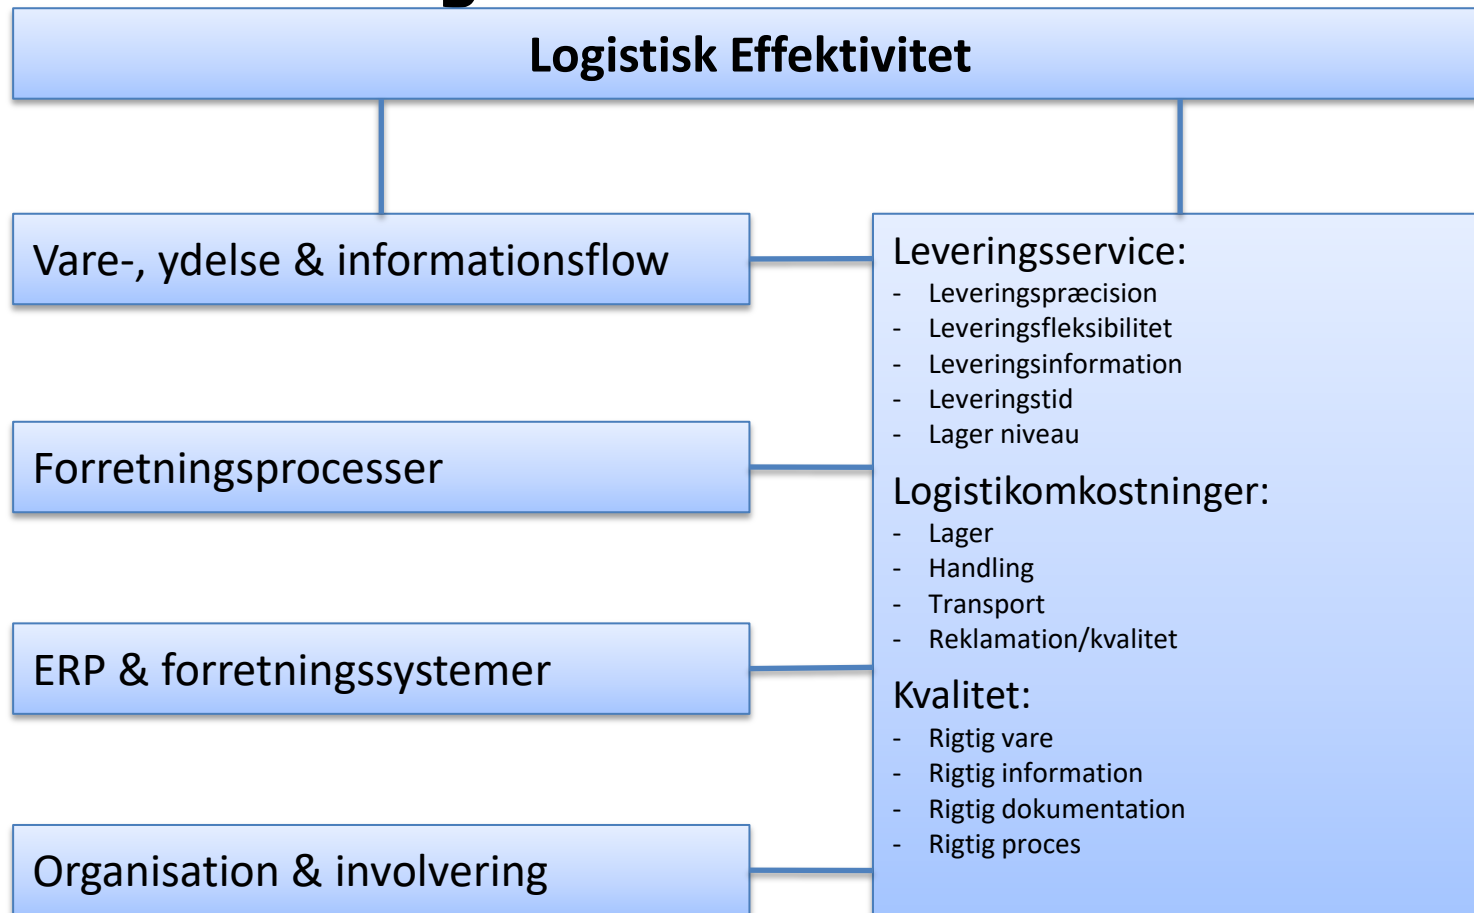 Logistisk Effektivitet
Vare-, ydelse & informationsflow
Forretningsprocesser
ERP & forretningssystemer
Organisation & involvering
Leveringsservice:
- Leveringspræcision
- Leveringsfleksibilitet
- Leveringsinformation
- Leveringstid
- Lager niveau
Logistikomkostninger:
- Lager
- Handling
- Transport
- Reklamation/kvalitet
Kvalitet:
- Rigtig vare
- Rigtig information
- Rigtig dokumentation
- Rigtig proces